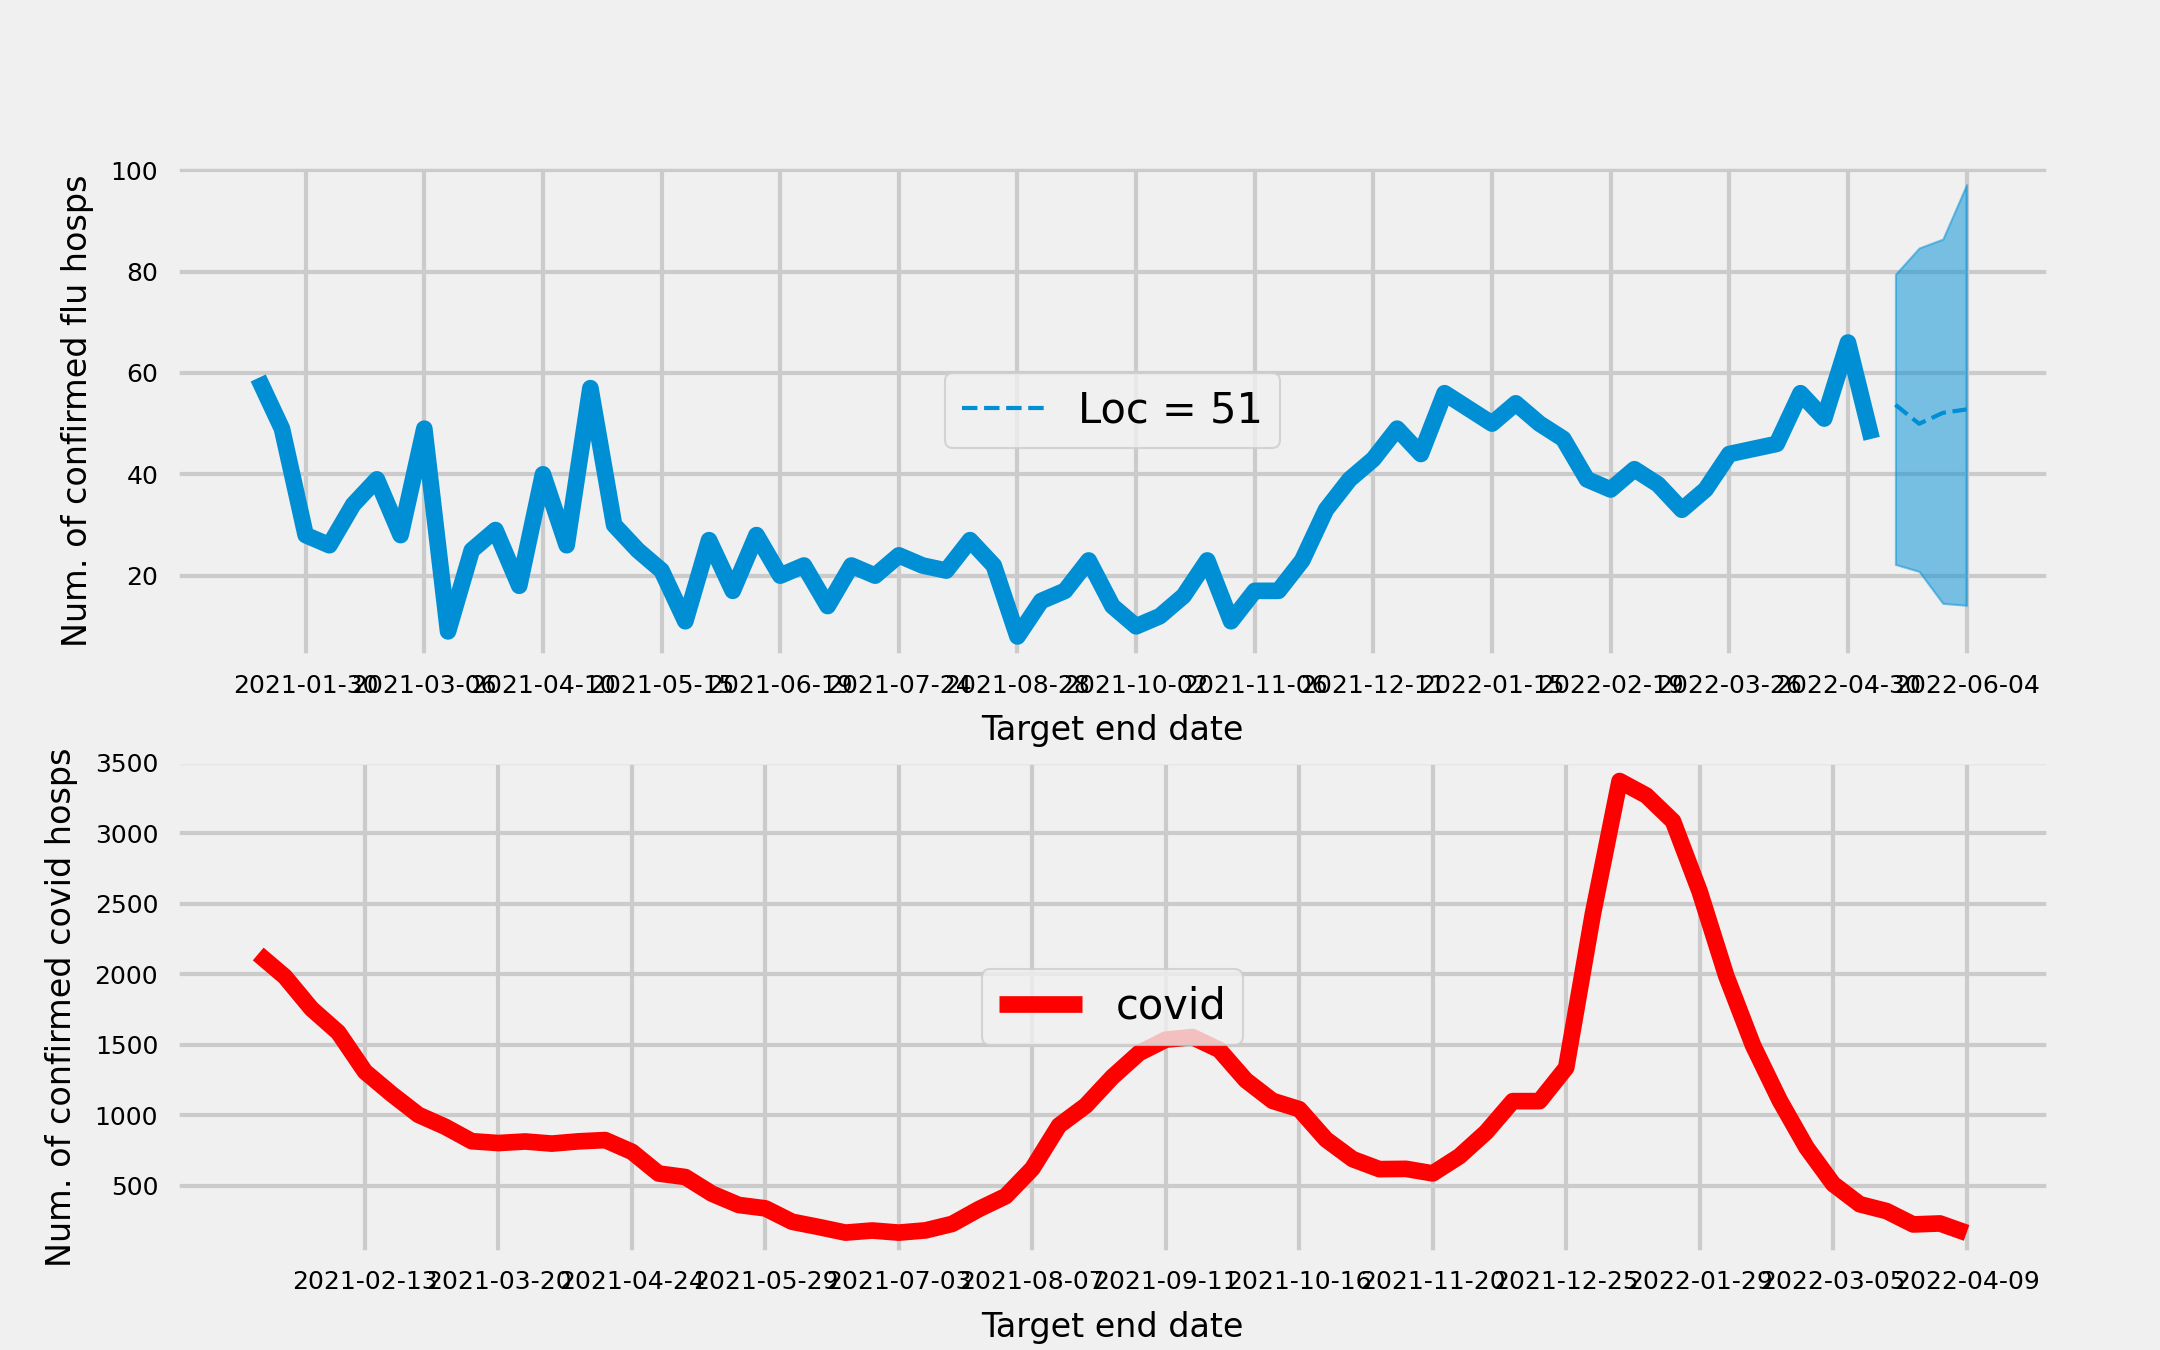 Num. of confirmed flu hosps
100
80
60
40
20
Loc = 51
2021-01-30 2021-03-06 2021-04-10 2021-05-15 2021-06-19 2021-07-24 2021-08-28 2021-10-02 2021-11-06 2021-12-11 2022-01-15 2022-02-19 2022-03-26 2022-04-30 2022-06-04
Target end date
Num. of confirmed covid hosps
3500
3000
2500
2000
1500
1000
500
covid
2021-02-13 2021-03-20 2021-04-24 2021-05-29 2021-07-03 2021-08-07 2021-09-11 2021-10-16 2021-11-20 2021-12-25 2022-01-29 2022-03-05 2022-04-09
Target end date